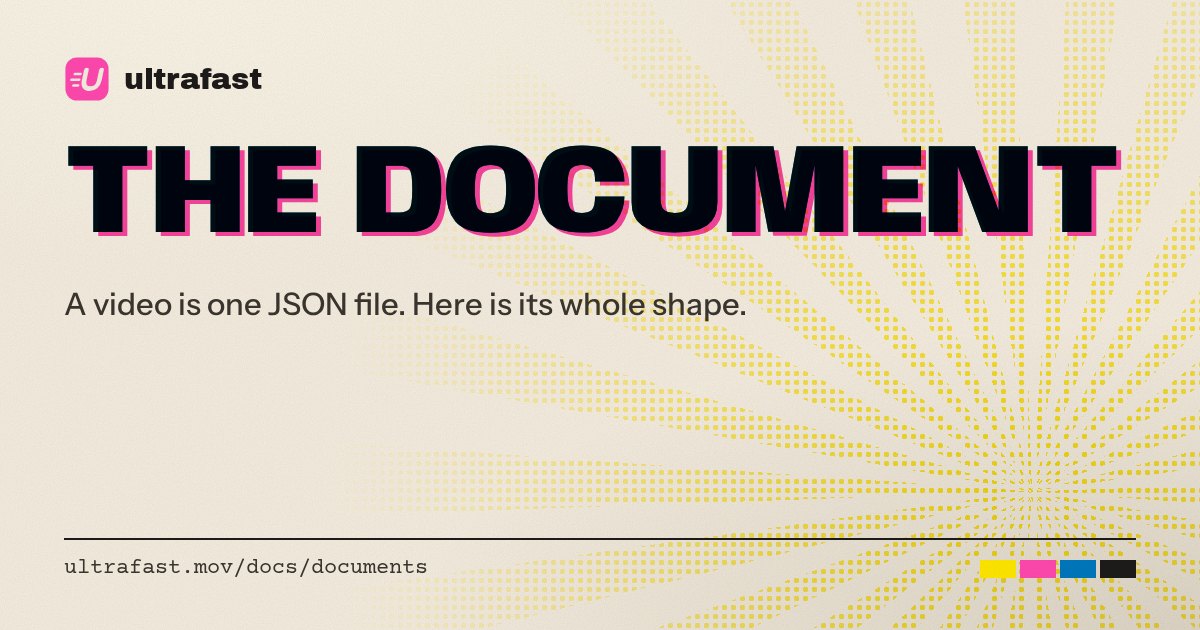 ultrafast
THE DOCUMENT
A video is one JSON file. Here is its whole shape.
ultrafast.mov/docs/documents